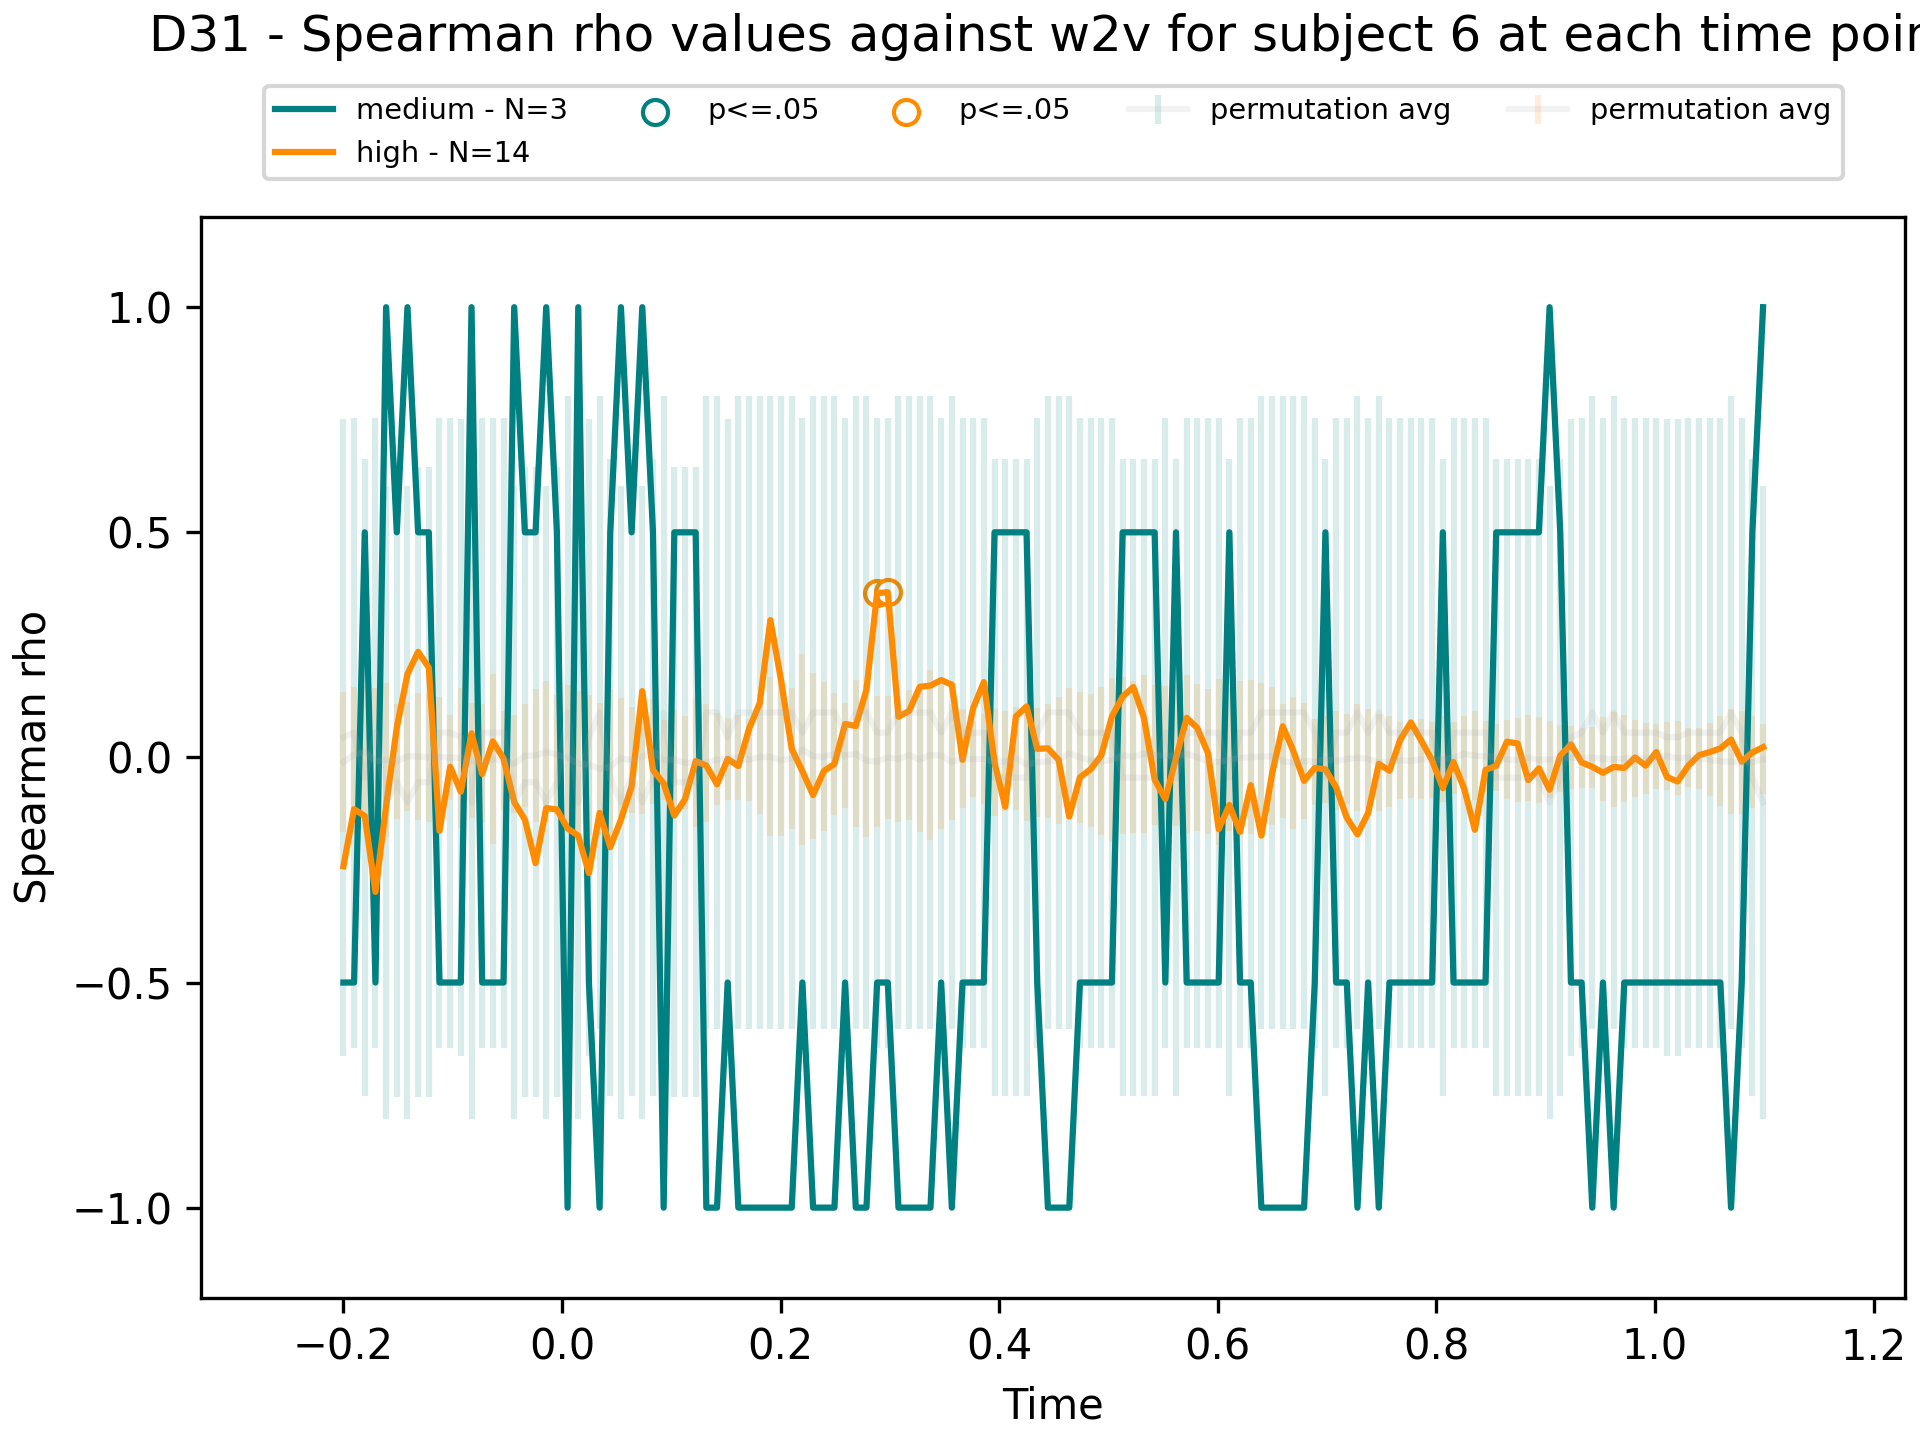 D31 - Spearman rho values against w2v for subject 6 at each time
medium - N=3 p<=.05 p<=.05 permutation avg permutation avg
high - N=14
1.0
0.5
0.0
−0.5
−1.0
Spearman rho
−0.2 0.0 0.2 0.4 0.6 0.8 1.0 1.2
Time